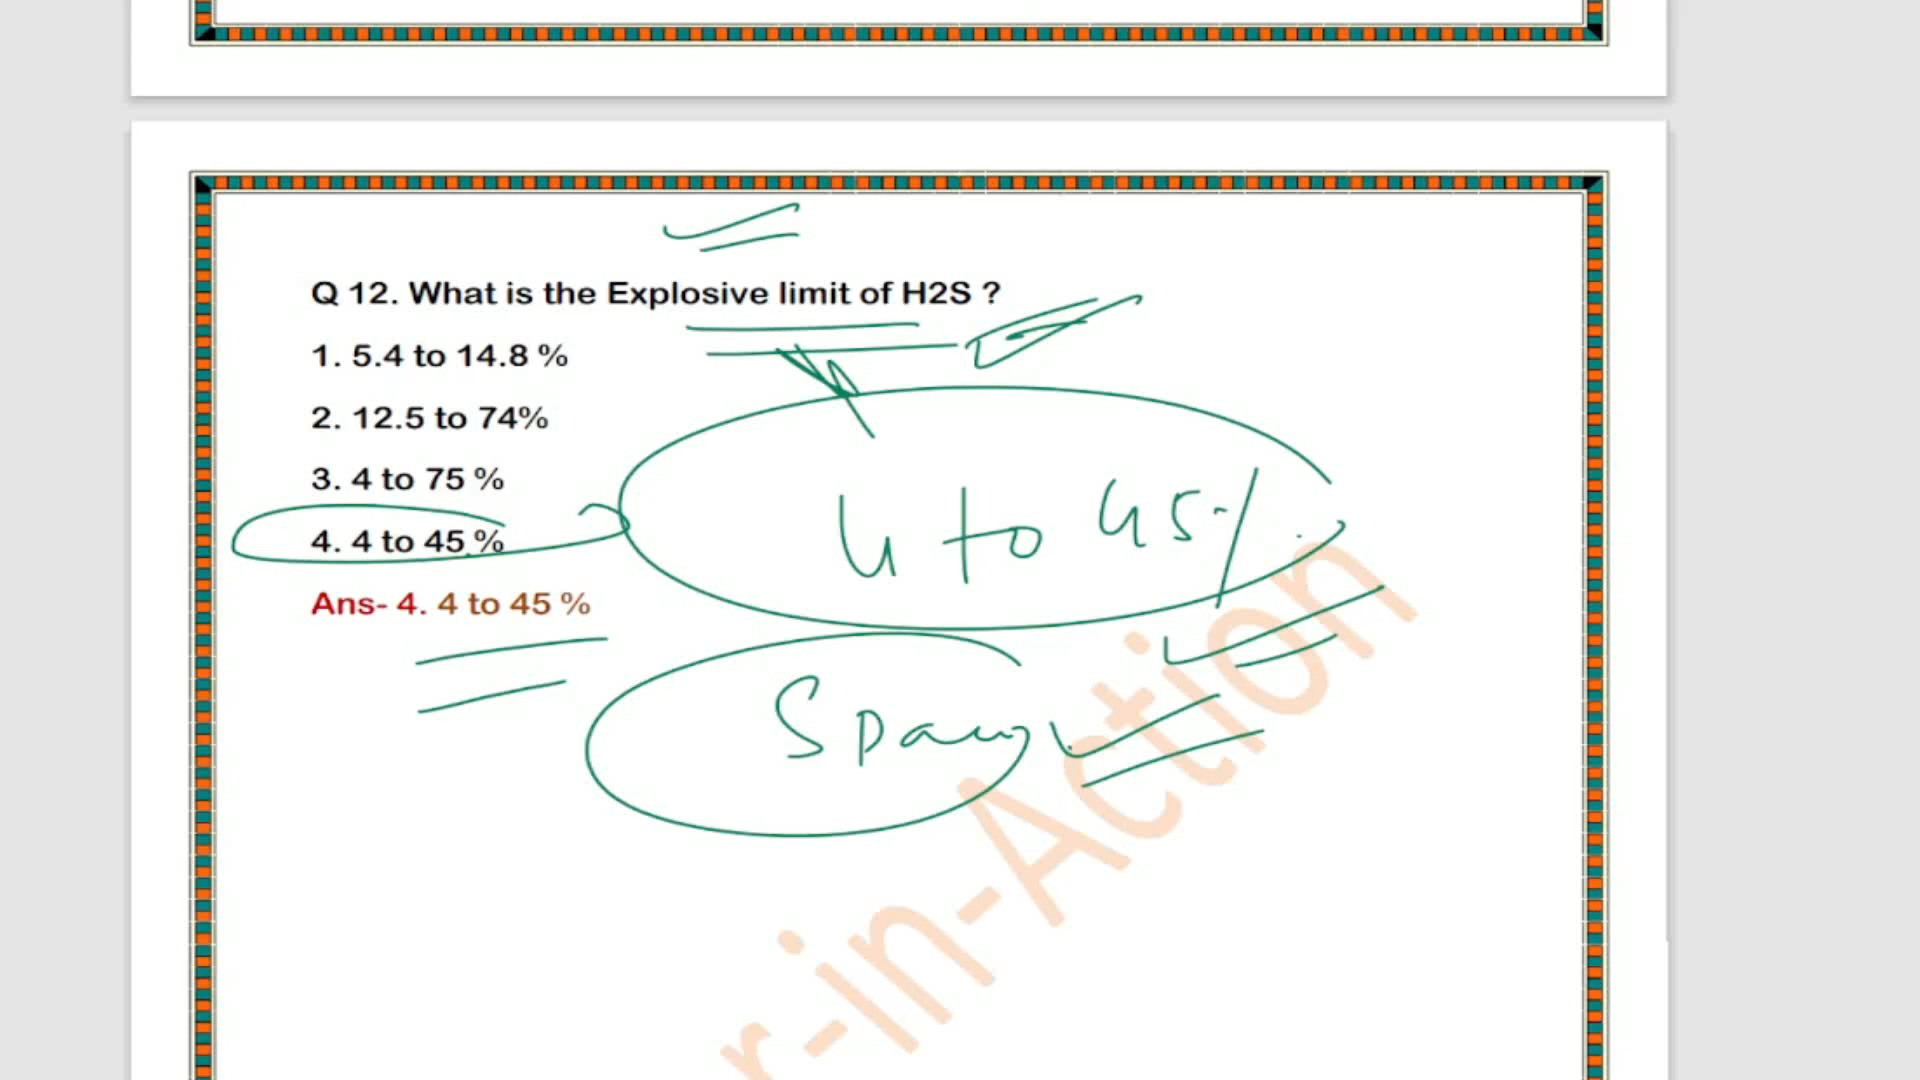 Q 12. What is the Explosive limit of H2S ?
1. 5.4 to 14.8 %
2. 12.5 to 74%
3. 4 to 75 %
4. 4 to 45 %
Ans- 4. 4 to 45 %
4 to 45%
r-in-Action